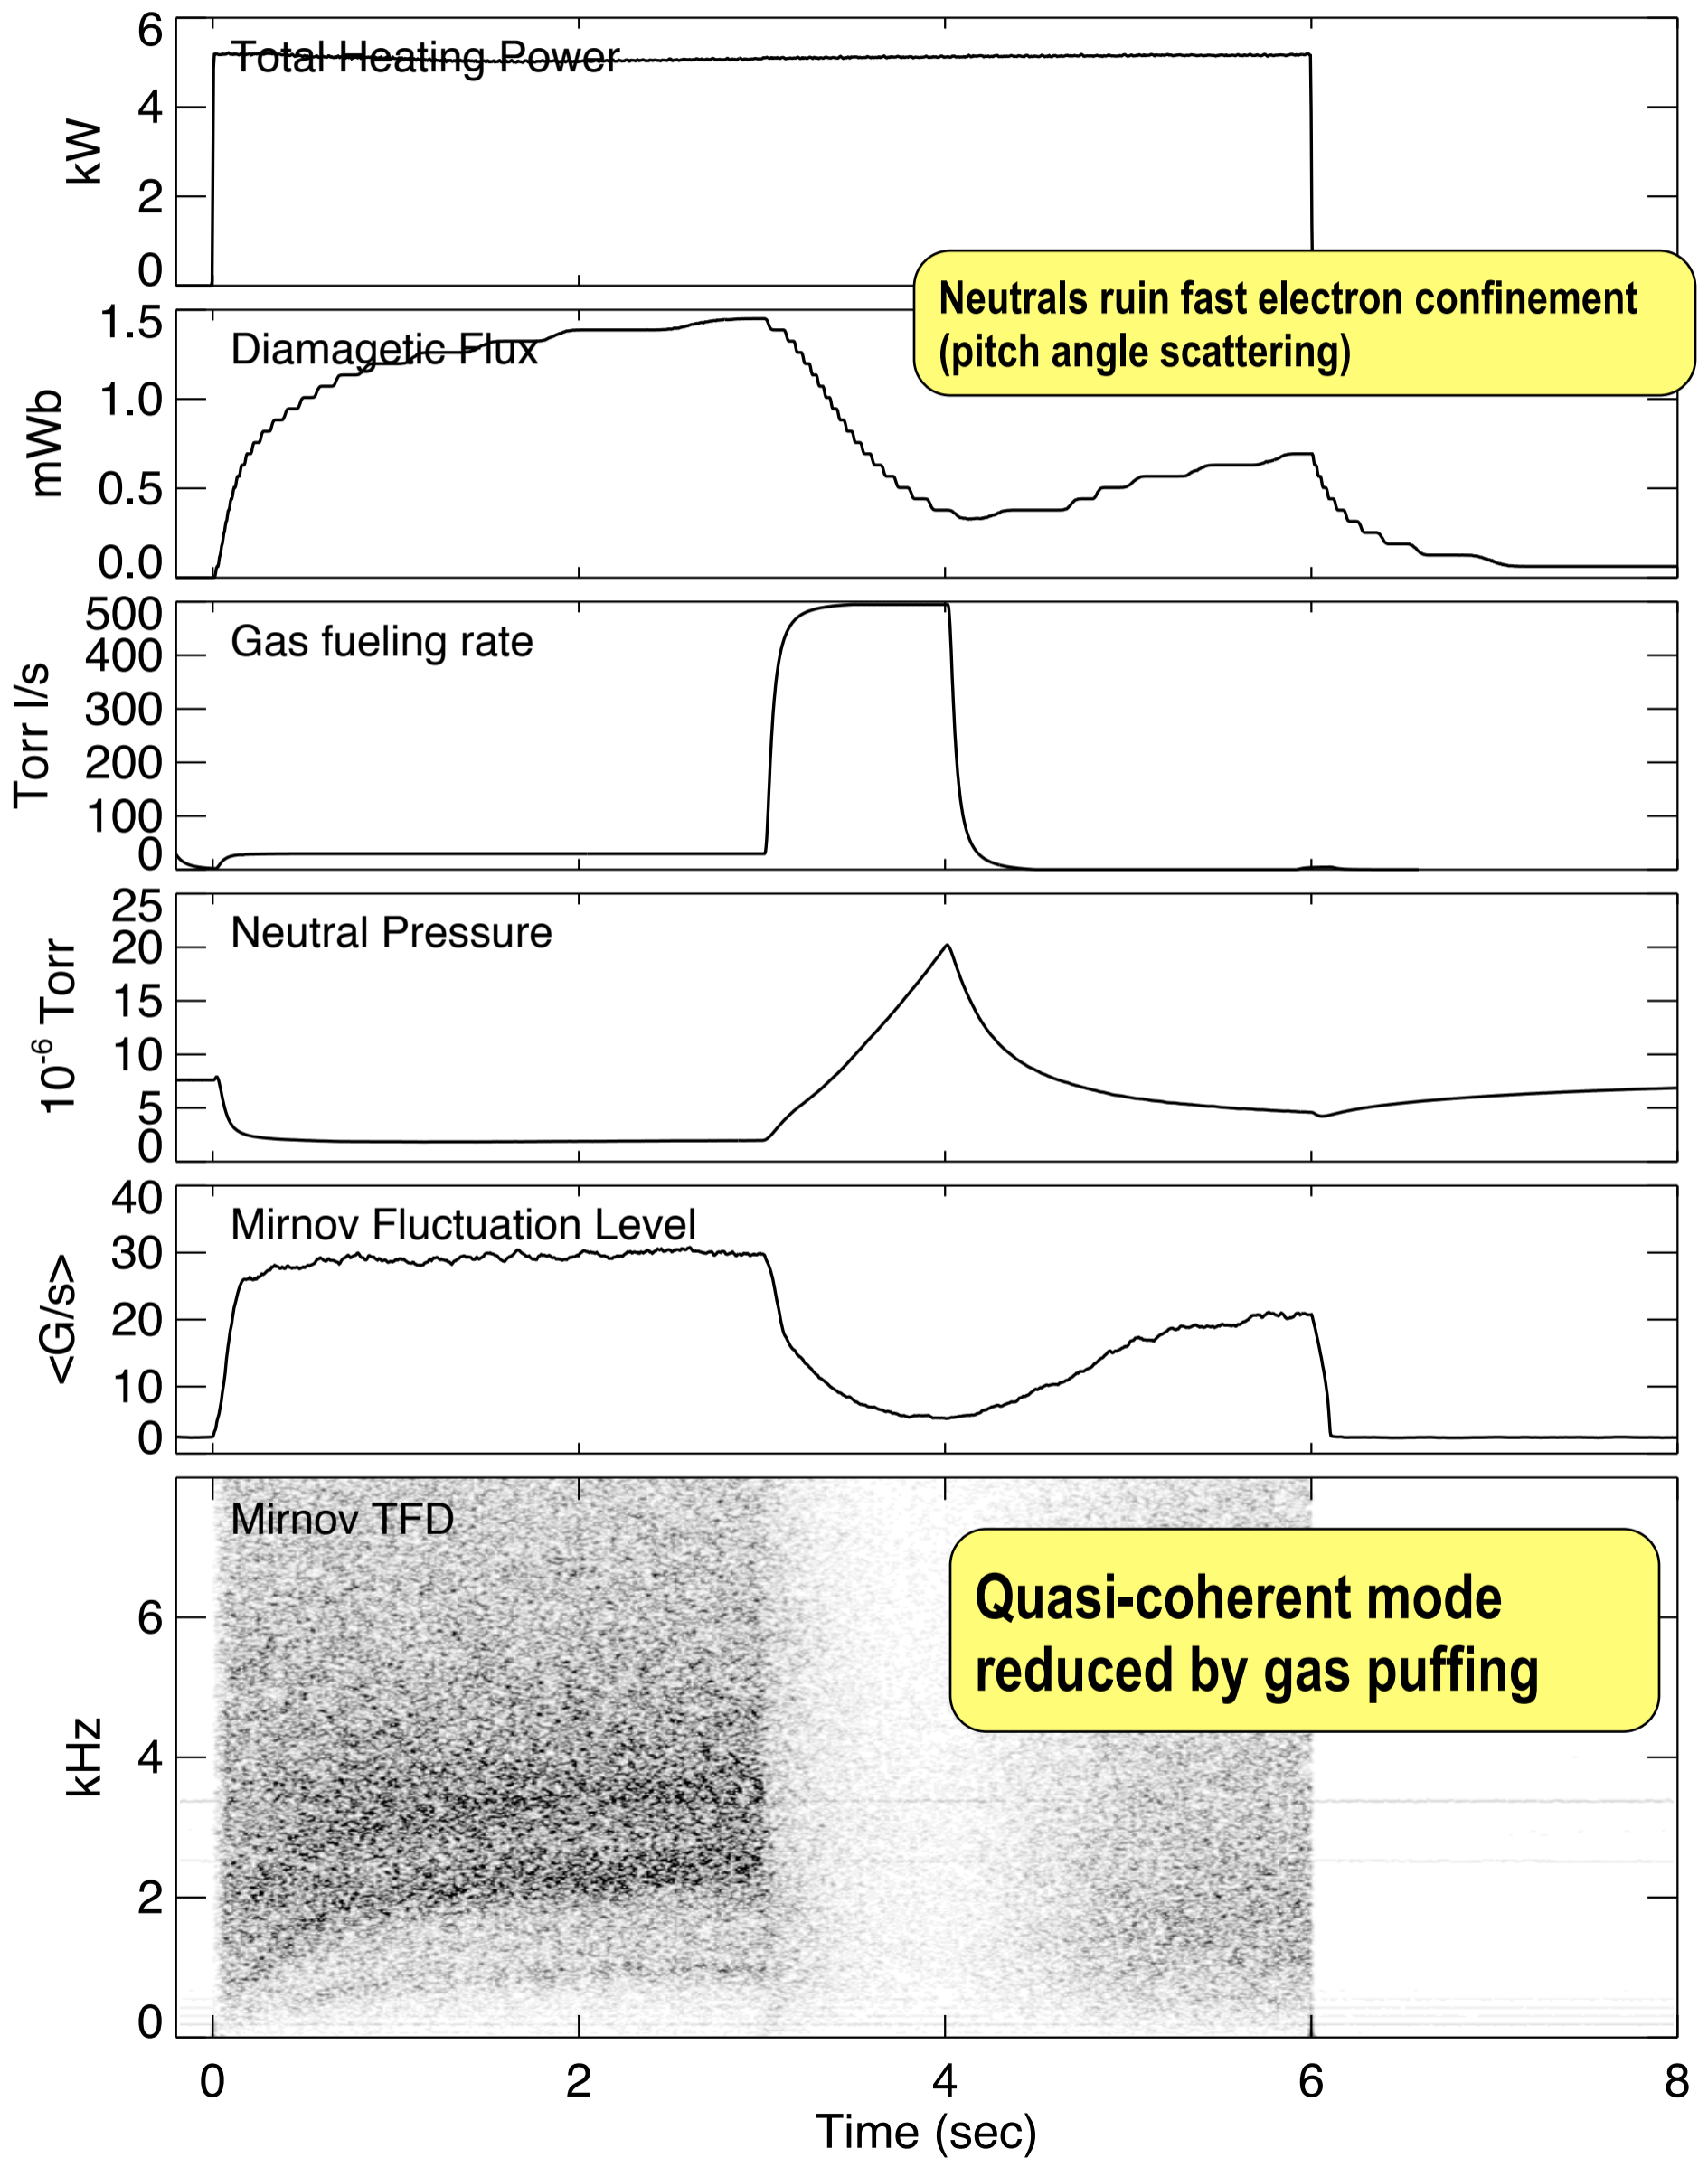 Total Heating Power
6
4
2
0
kW
Neutrals ruin fast electron confinement
(pitch angle scattering)
Diamagetic Flux
1.5
1.0
0.5
0.0
mWb
Gas fueling rate
500
400
300
200
100
0
Torr l/s
Neutral Pressure
25
20
15
10
5
0
10-6 Torr
Mirnov Fluctuation Level
40
30
20
10
0
<G/s>
Mirnov TFD
Quasi-coherent mode
reduced by gas puffing
6
4
2
0
kHz
0 2 4 6 8
Time (sec)